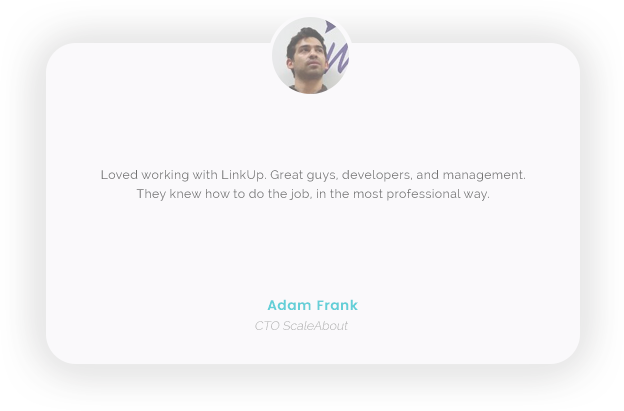 Loved working with LinkUp. Great guys, developers, and management.
They knew how to do the job, in the most professional way.
Adam Frank
CTO ScaleAbout